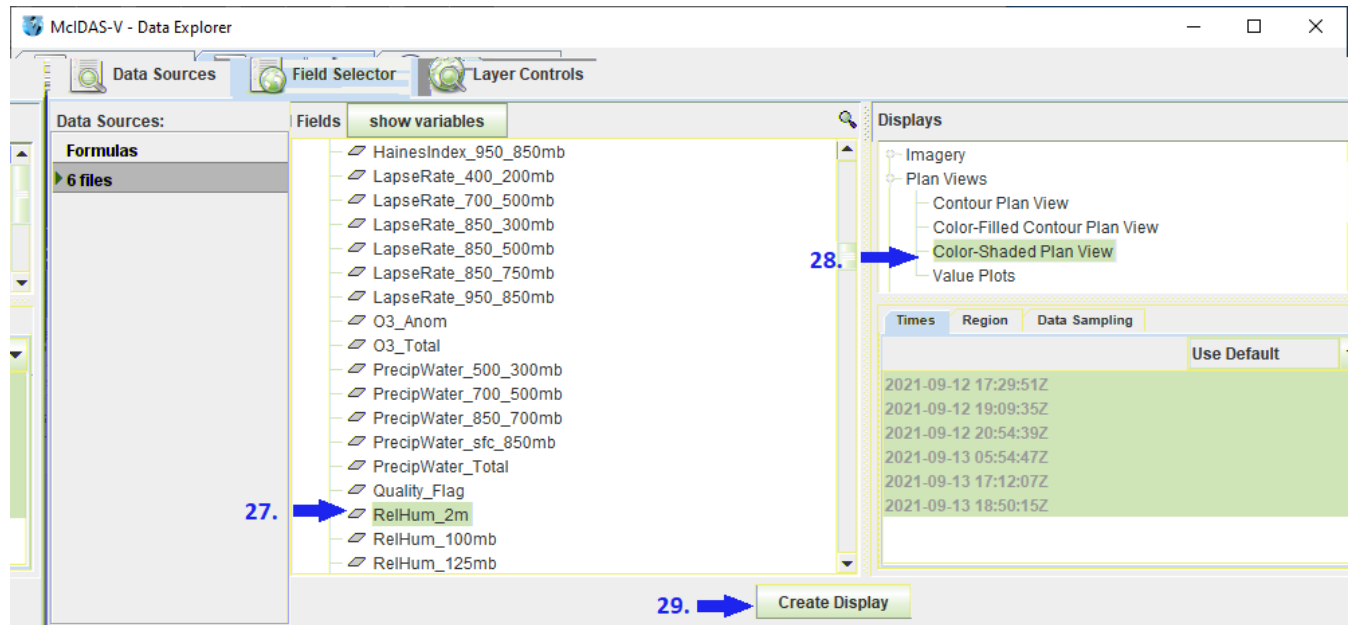 McIDAS-V - Data Explorer
Data Sources
Field Selector
Layer Controls
Data Sources:
Formulas
6 files
Fields
show variables
HainesIndex_950_850mb
LapseRate_400_200mb
LapseRate_700_500mb
LapseRate_850_300mb
LapseRate_850_500mb
LapseRate_850_750mb
LapseRate_950_850mb
O3_Anom
O3_Total
PrecipWater_500_300mb
PrecipWater_700_500mb
PrecipWater_850_700mb
PrecipWater_sfc_850mb
PrecipWater_Total
Quality_Flag
27.
RelHum_2m
RelHum_100mb
RelHum_125mb
Displays
Imagery
Plan Views
Contour Plan View
Color-Filled Contour Plan View
28.
Color-Shaded Plan View
Value Plots
Times
Region
Data Sampling
Use Default
2021-09-12 17:29:51Z
2021-09-12 19:09:35Z
2021-09-12 20:54:39Z
2021-09-13 05:54:47Z
2021-09-13 17:12:07Z
2021-09-13 18:50:15Z
29.
Create Display